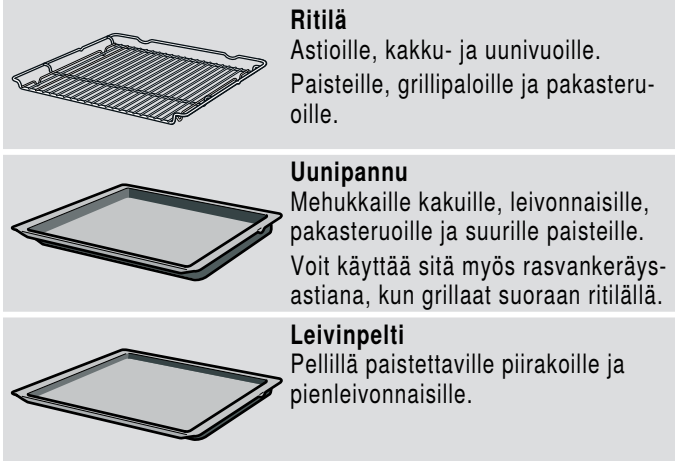 Ritilä
Astioille, kakku- ja uunivuoille.
Paisteille, grillipaloille ja pakasteru-
oille.
Uunipannu
Mehukkaille kakuille, leivonnaisille,
pakasteruoille ja suurille paisteille.
Voit käyttää sitä myös rasvankeräys-
astiana, kun grillaat suoraan ritilällä.
Leivinpelti
Pellillä paistettaville piirakoille ja
pienleivonnaisille.